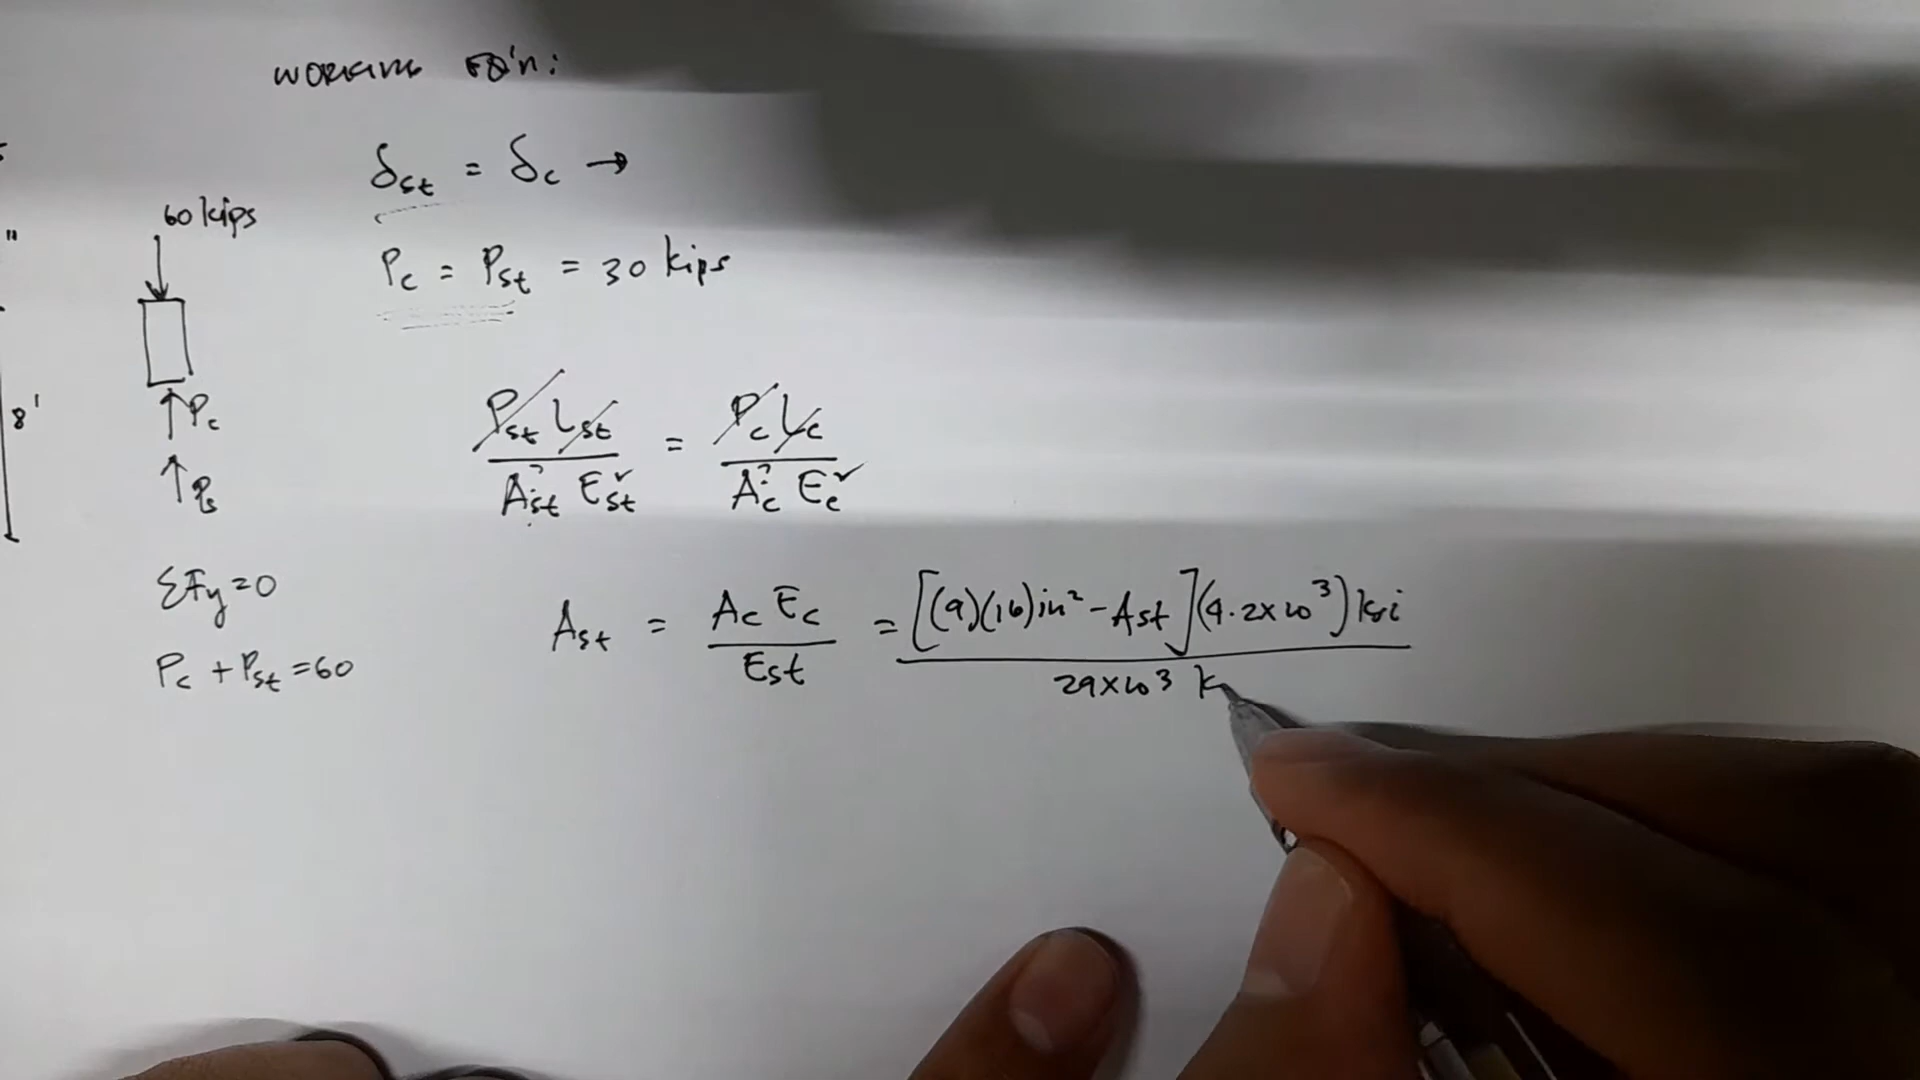 WORKING EQ'n:
δst = δc →
60 kips
Pc = Pst = 30 kips
"
8'
Pc
Ps
Pst Lst / Ast Est = Pc Lc / Ac Ec
? ✓ ? ✓
ΣFy=0
Pc + Pst = 60
Ast = Ac Ec / Est = [(9)(16)in² - Ast](4.2x10³) ksi / 29x10³ k